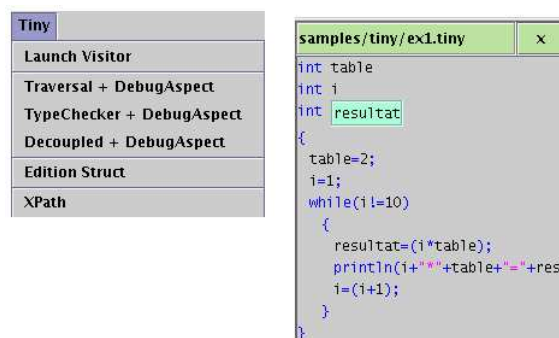 Tiny
Launch Visitor
Traversal + DebugAspect
TypeChecker + DebugAspect
Decoupled + DebugAspect
Edition Struct
XPath
samples/tiny/ex1.tiny x
int table
int i
int resultat
{
table=2;
i=1;
while(i!=10)
{
resultat=(i*table);
println(i+"*"+table+"="+res
i=(i+1);
}
}